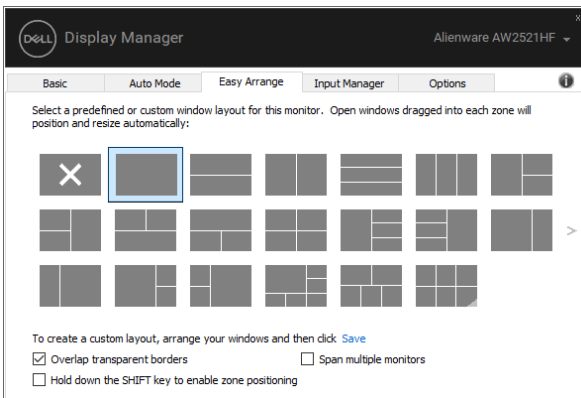 DELL Display Manager Alienware AW2521HF
Basic Auto Mode Easy Arrange Input Manager Options
Select a predefined or custom window layout for this monitor. Open windows dragged into each zone will
position and resize automatically:
To create a custom layout, arrange your windows and then click Save
Overlap transparent borders Span multiple monitors
Hold down the SHIFT key to enable zone positioning